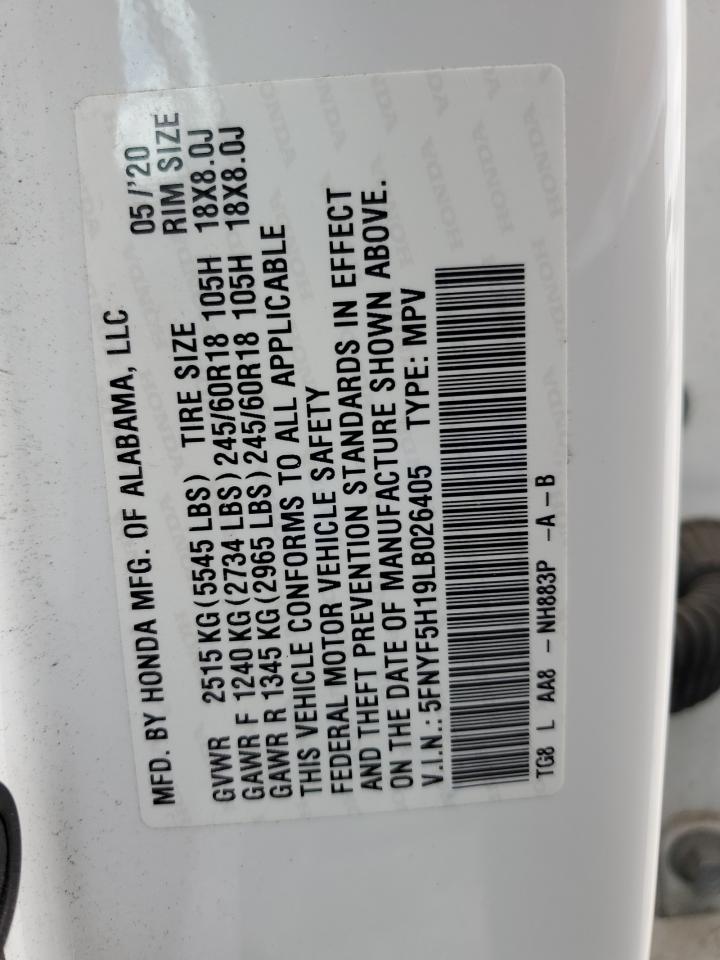 MFD. BY HONDA MFG. OF ALABAMA, LLC 05/'20
GVWR 2515 KG (5545 LBS) TIRE SIZE RIM SIZE
GAWR F 1240 KG (2734 LBS) 245/60R18 105H 18X8.0J
GAWR R 1345 KG (2965 LBS) 245/60R18 105H 18X8.0J
THIS VEHICLE CONFORMS TO ALL APPLICABLE
FEDERAL MOTOR VEHICLE SAFETY
AND THEFT PREVENTION STANDARDS IN EFFECT
ON THE DATE OF MANUFACTURE SHOWN ABOVE.
V.I.N.: 5FNYF5H19LB026405 TYPE: MPV
TG8 L AA8 - NH883P -A-B